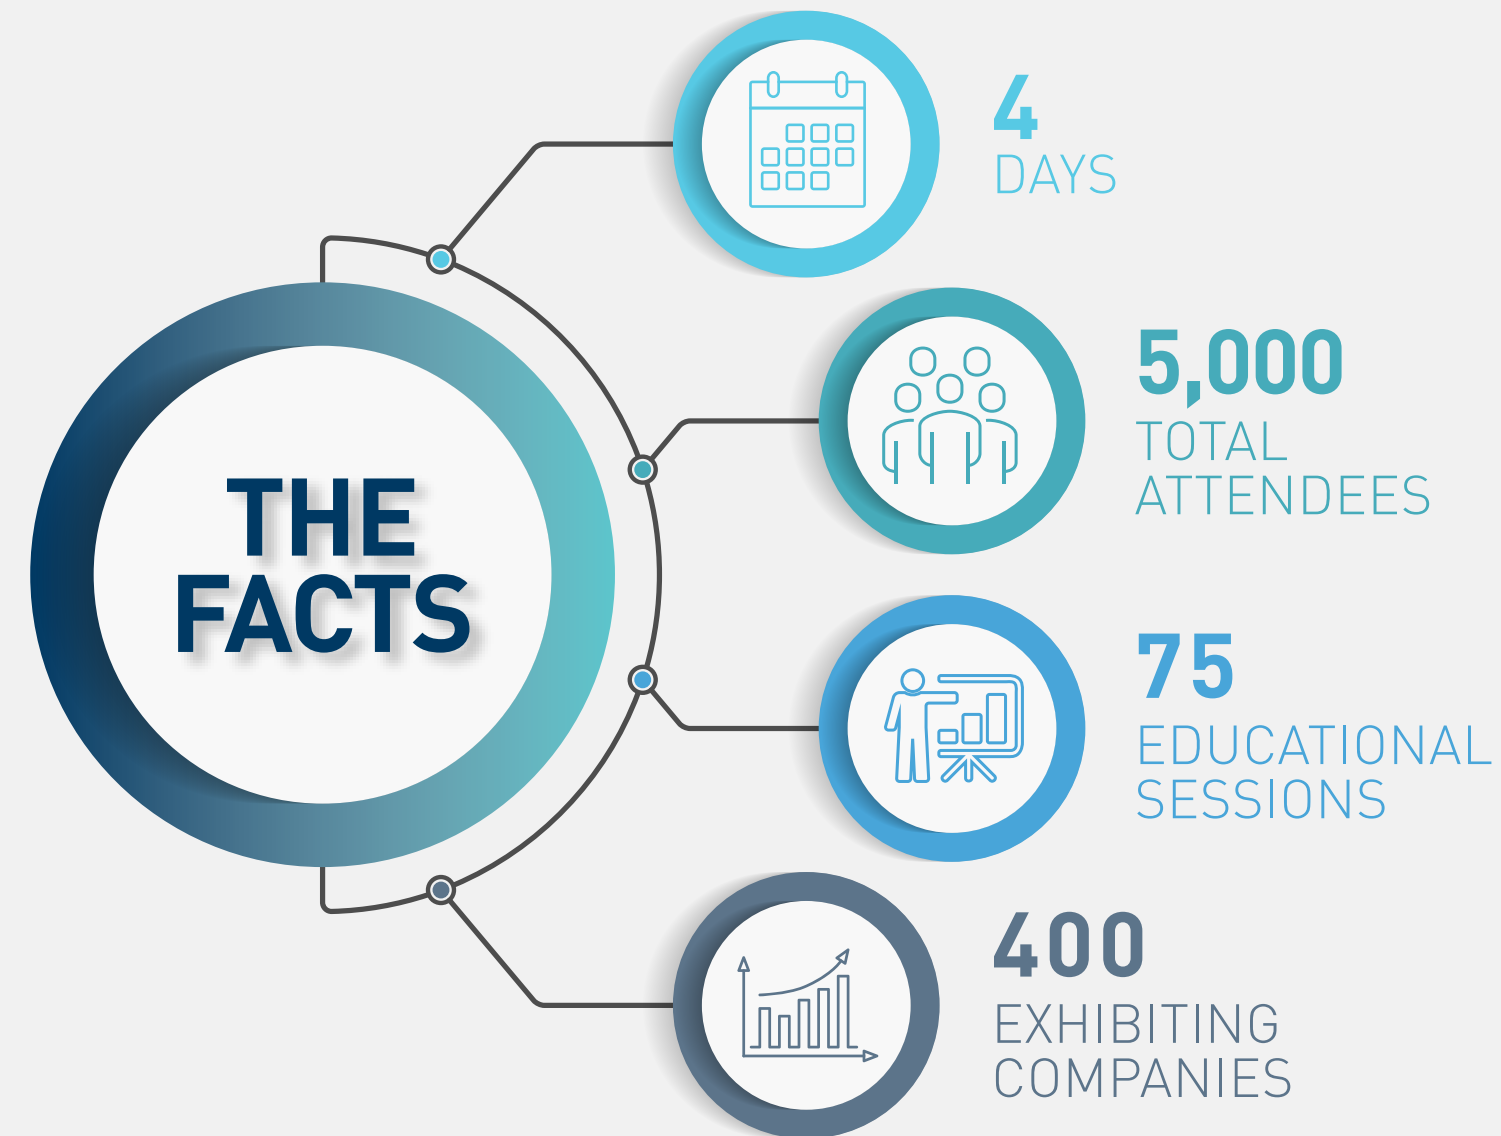 THE
FACTS
4
DAYS
5,000
TOTAL
ATTENDEES
75
EDUCATIONAL
SESSIONS
400
EXHIBITING
COMPANIES